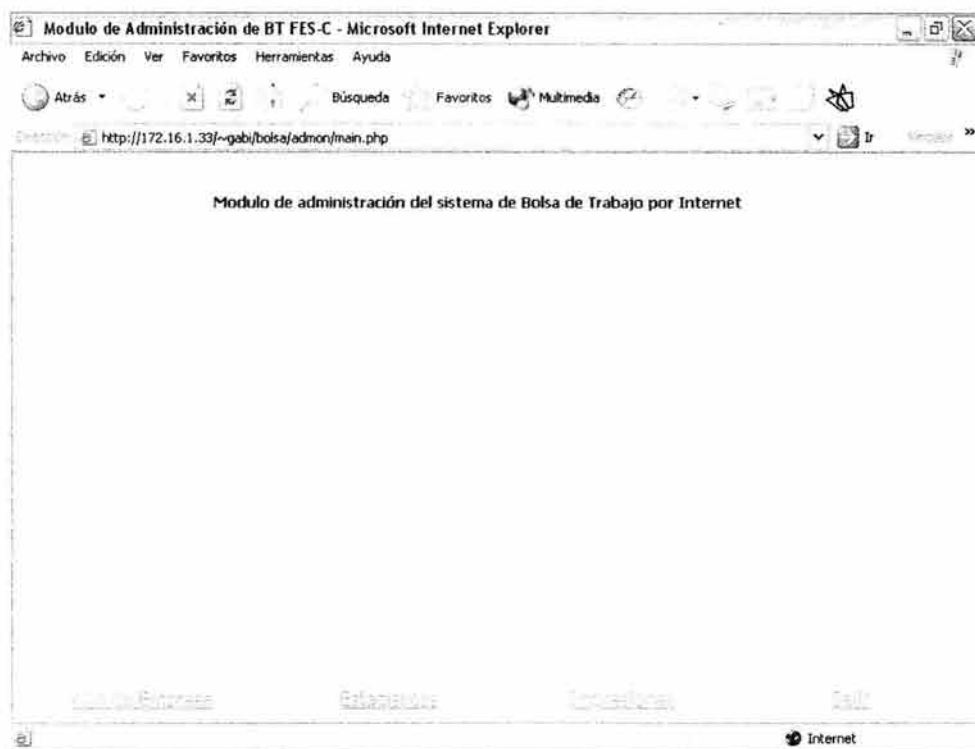 Modulo de Administración de BT FES-C - Microsoft Internet Explorer
Archivo Edición Ver Favoritos Herramientas Ayuda
Atrás Búsqueda Favoritos Multimedia
Dirección http://172.16.1.33/~gabi/bolsa/admon/main.php Ir
Modulo de administración del sistema de Bolsa de Trabajo por Internet
Salir
Internet